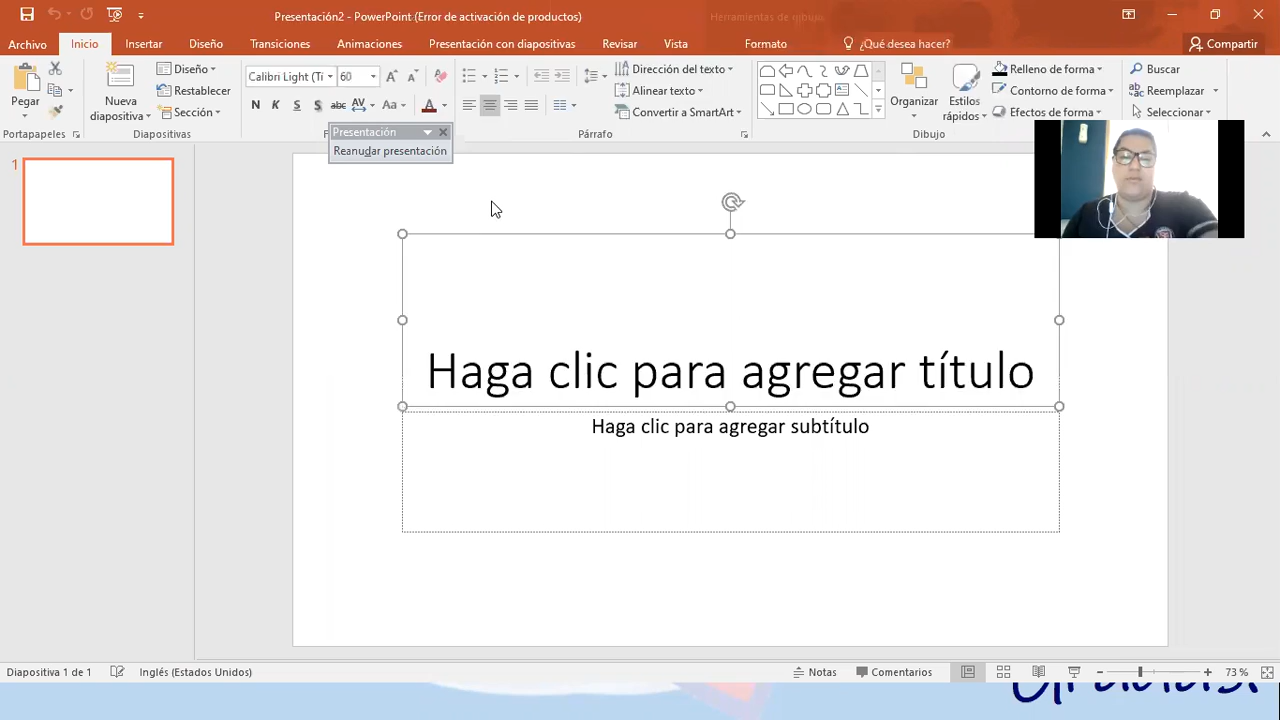 Presentación2 - PowerPoint (Error de activación de productos)
Herramientas de dibujo
Archivo Inicio Insertar Diseño Transiciones Animaciones Presentación con diapositivas Revisar Vista Formato ¿Qué desea hacer? Compartir
Pegar
Nueva diapositiva
Diseño
Restablecer
Sección
Calibri Light (Ti 60
N K S S abc AV Aa A
Dirección del texto
Alinear texto
Convertir a SmartArt
Organizar
Estilos rápidos
Relleno de forma
Contorno de forma
Efectos de forma
Buscar
Reemplazar
Seleccionar
Portapapeles Diapositivas F Párrafo Dibujo
Presentación
Reanudar presentación
1
Haga clic para agregar título
Haga clic para agregar subtítulo
Diapositiva 1 de 1 Inglés (Estados Unidos) Notas Comentarios 73 %